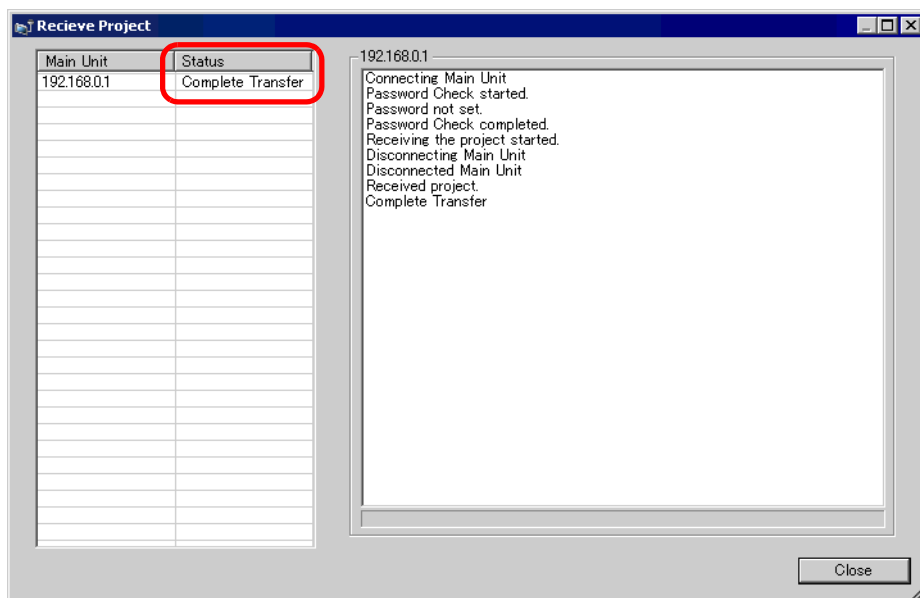 Recieve Project
Main Unit Status
192.168.0.1 Complete Transfer
192.168.0.1
Connecting Main Unit
Password Check started.
Password not set.
Password Check completed.
Receiving the project started.
Disconnecting Main Unit
Disconnected Main Unit
Received project.
Complete Transfer
Close